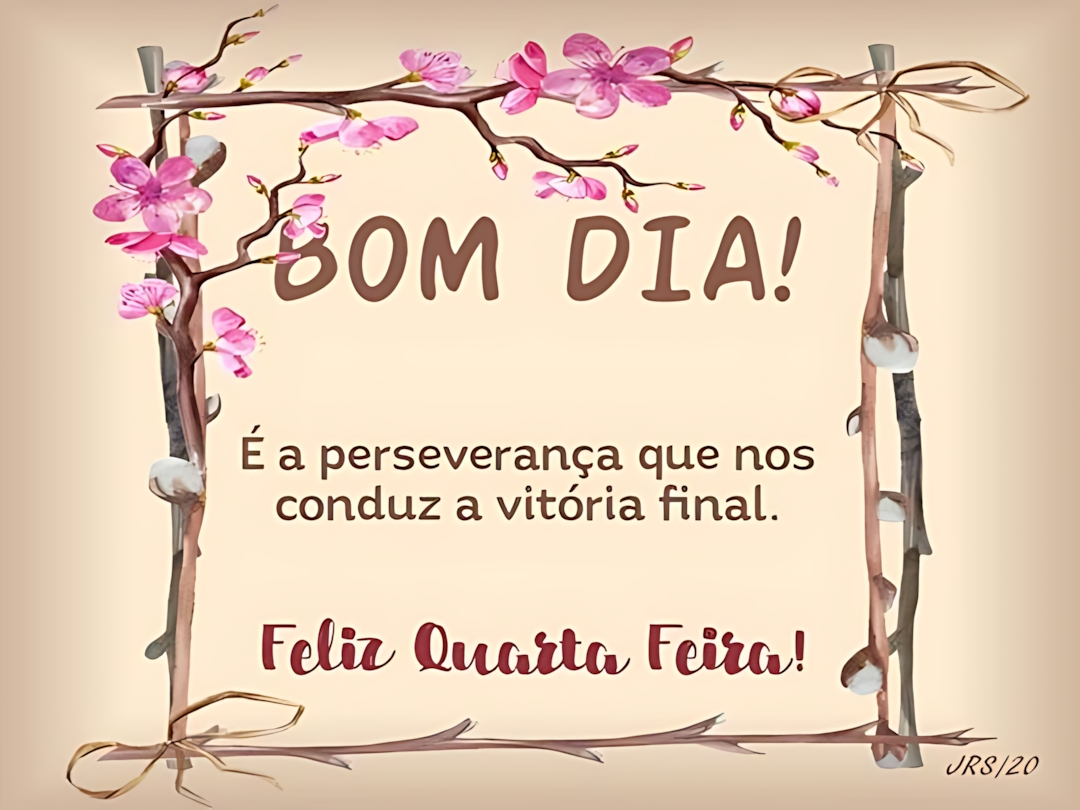 BOM DIA!
É a perseverança que nos
conduz a vitória final.
Feliz Quarta Feira!
JRS/20